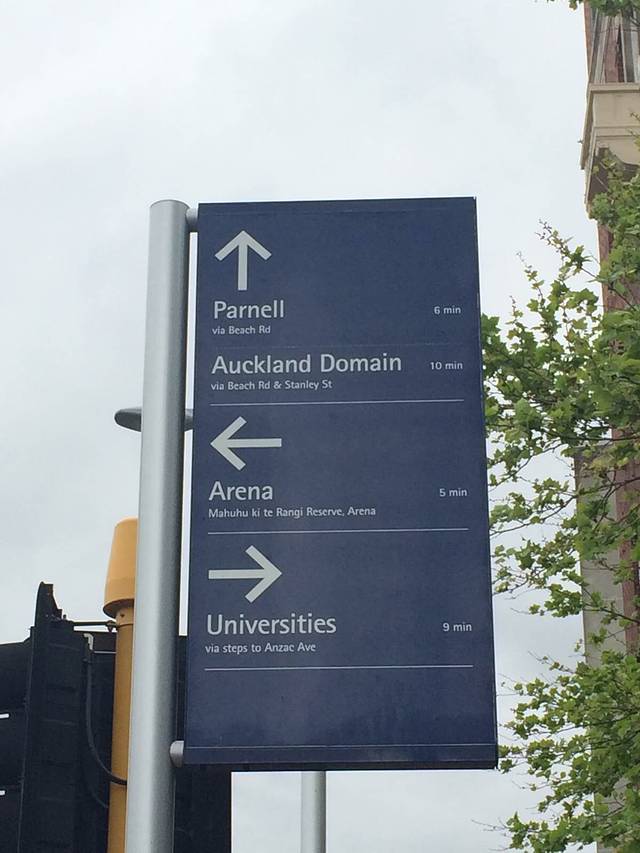 Parnell 6 min
via Beach Rd
Auckland Domain 10 min
via Beach Rd & Stanley St
Arena 5 min
Mahuhu ki te Rangi Reserve, Arena
Universities 9 min
via steps to Anzac Ave